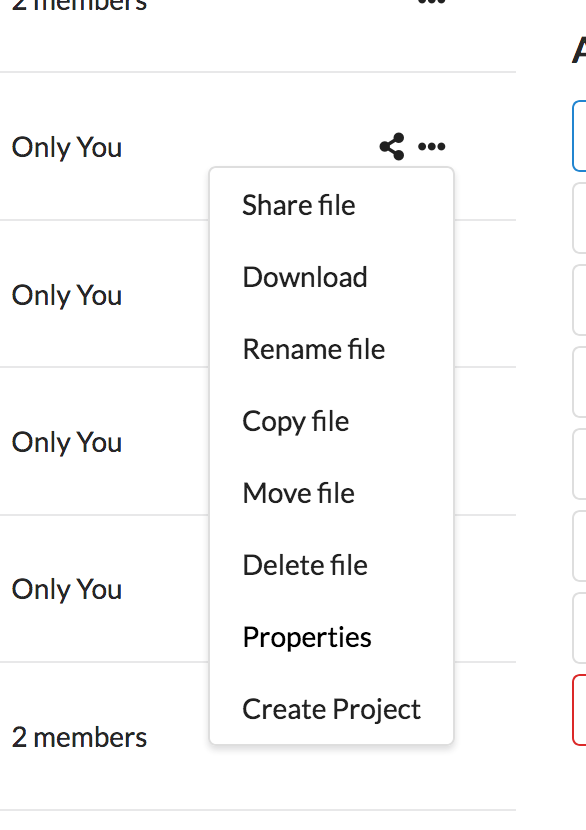 2 members
Only You
Share file
Download
Only You
Rename file
Copy file
Only You
Move file
Delete file
Only You
Properties
Create Project
2 members